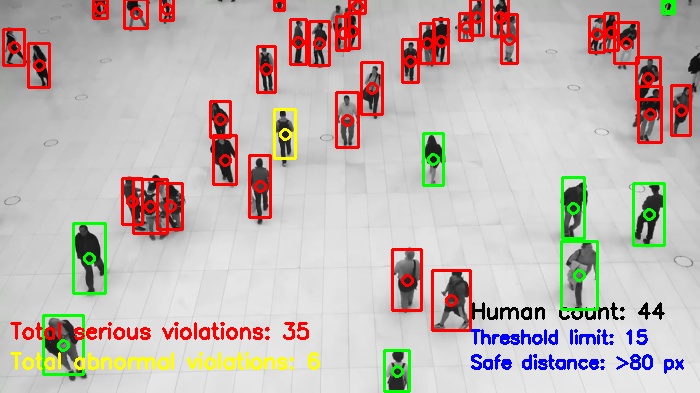 Human count: 44
Total serious violations: 35
Threshold limit: 15
Total abnormal violations: 6
Safe distance: >80 px